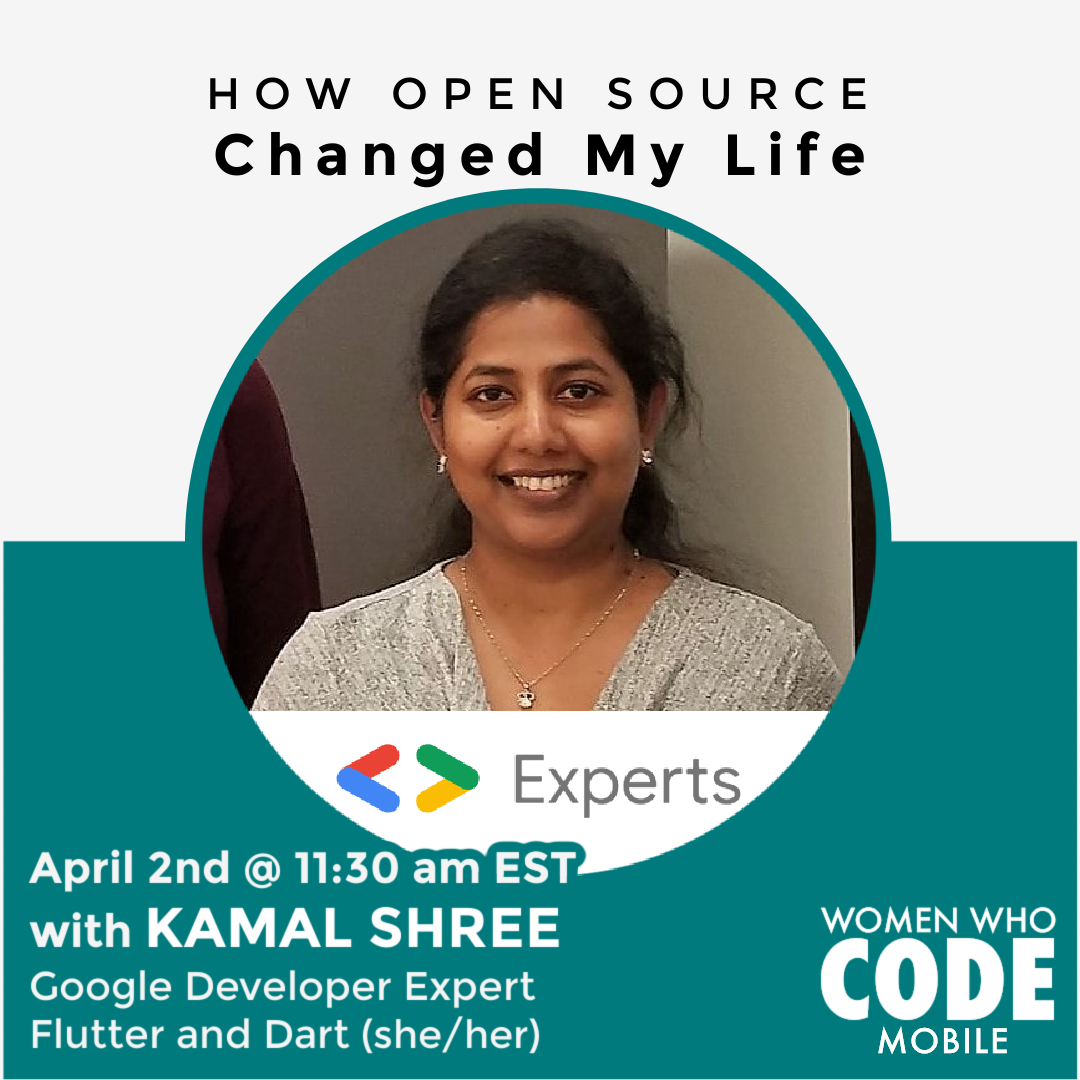 HOW OPEN SOURCE
Changed My Life
Experts
April 2nd @ 11:30 am EST
with KAMAL SHREE
Google Developer Expert
Flutter and Dart (she/her)
WOMEN WHO
CODE
MOBILE